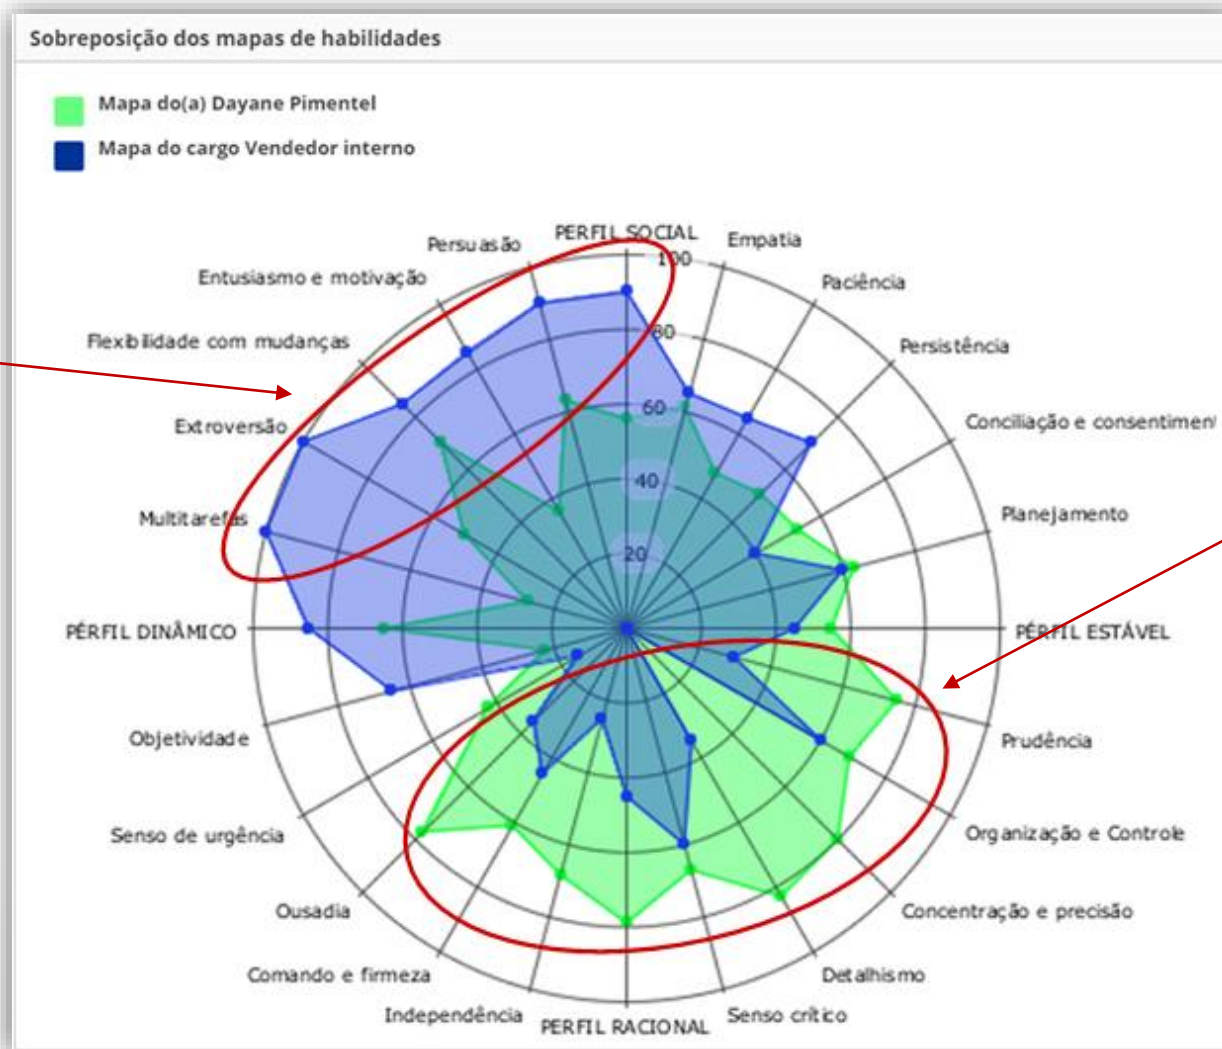 Sobreposição dos mapas de habilidades
Mapa do(a) Dayane Pimentel
Mapa do cargo Vendedor interno
PERFIL SOCIAL
Empatia
Persuasão
100
Entusiasmo e motivação
Paciência
80
Flexibilidade com mudanças
Persistência
60
Extroversão
Conciliação e consentimen
40
Multitarefas
Planejamento
20
PÉRFIL DINÂMICO
PÉRFIL ESTÁVEL
Objetividade
Prudência
Senso de urgência
Organização e Controle
Ousadia
Concentração e precisão
Comando e firmeza
Detalhismo
Independência
Senso crítico
PERFIL RACIONAL